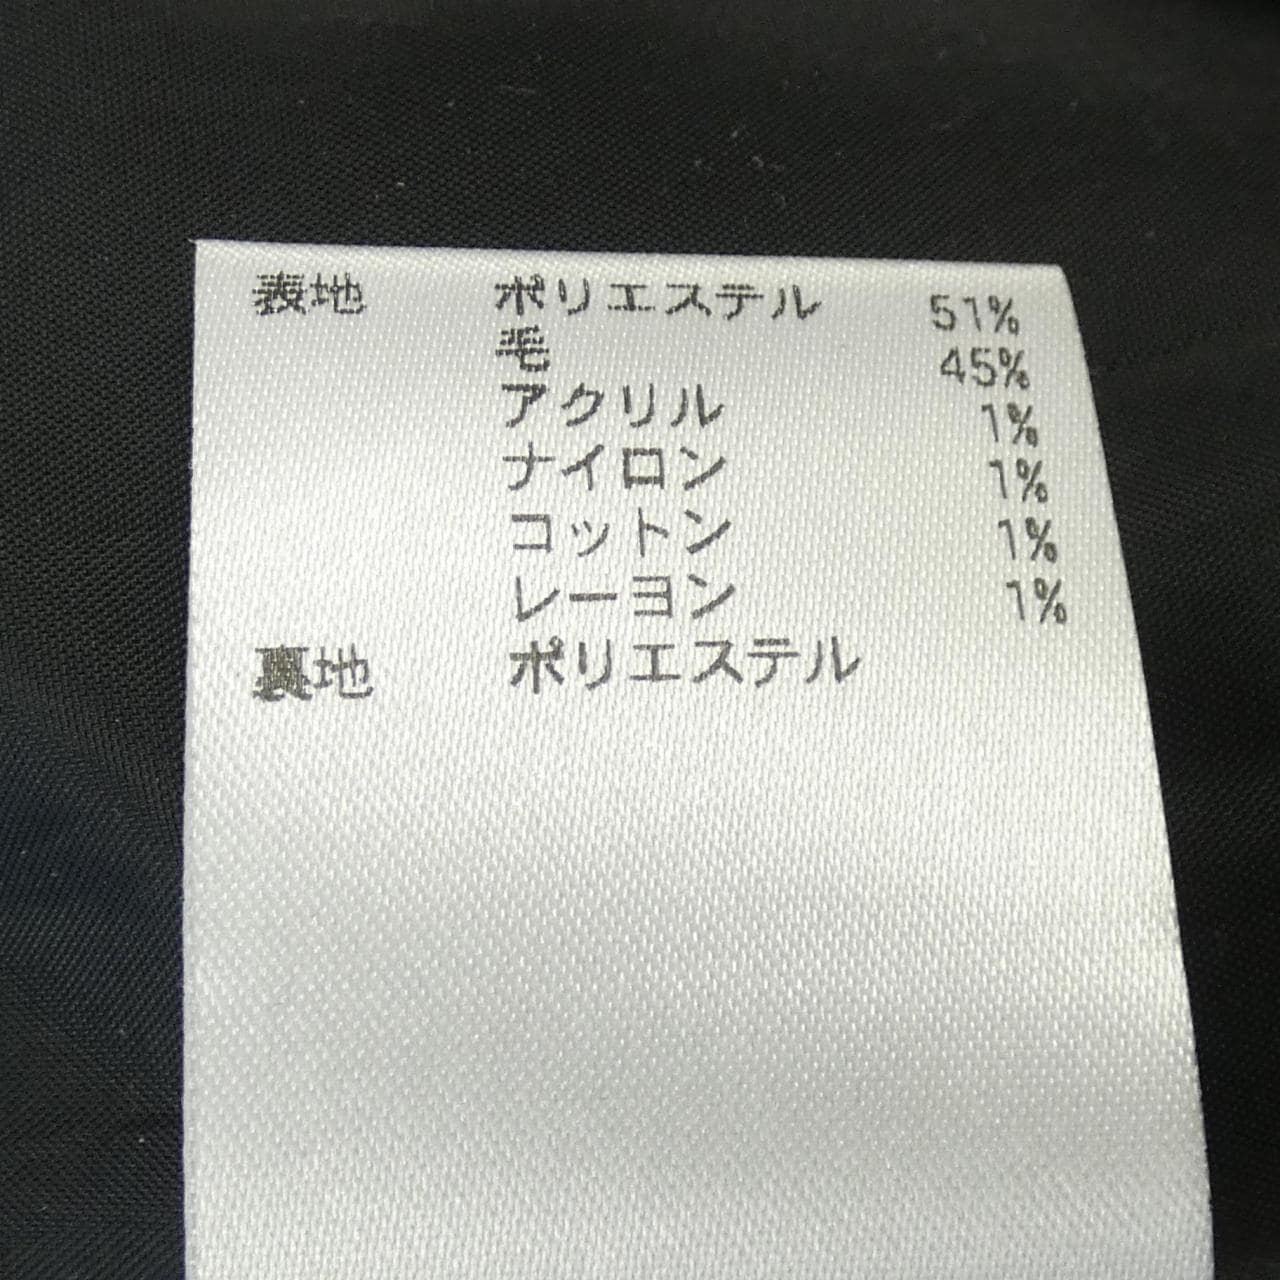 表地 ポリエステル 51%
毛 45%
アクリル 1%
ナイロン 1%
コットン 1%
レーヨン 1%
裏地 ポリエステル